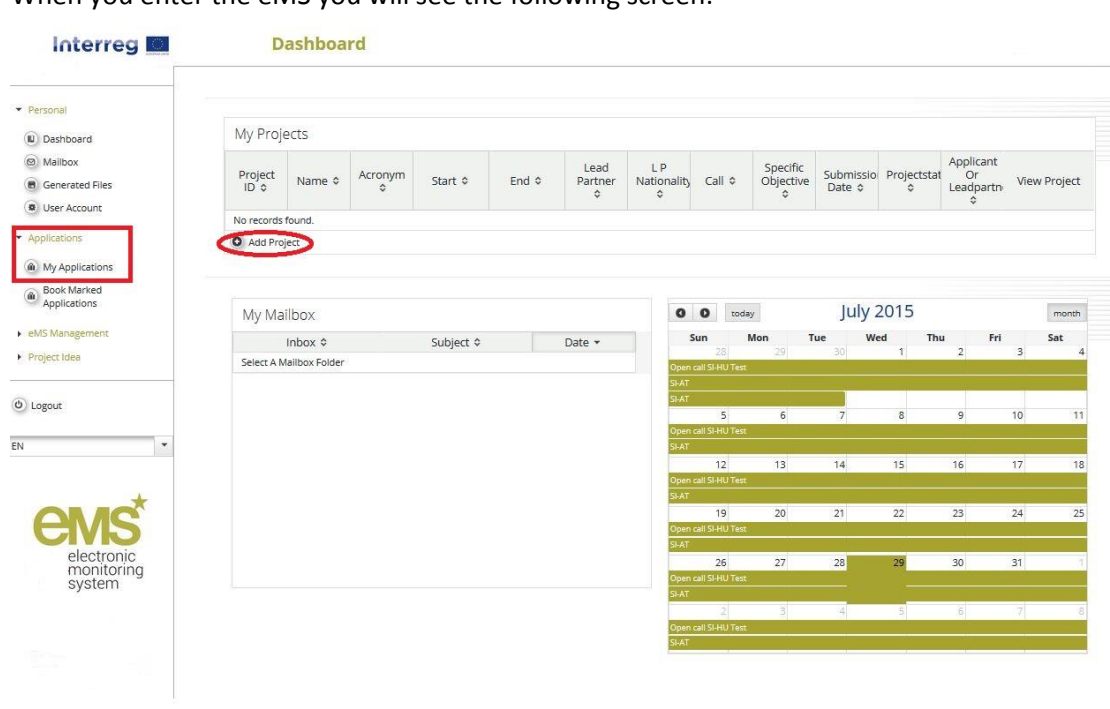 When you enter the eMS you will see the following screen:
Interreg
Dashboard
Personal
Dashboard
Mailbox
Generated Files
User Account
Applications
My Applications
Book Marked
Applications
eMS Management
Project Idea
Logout
EN
eMS
electronic
monitoring
system
My Projects
Project ID
Name
Acronym
Start
End
Lead Partner
L P Nationality
Call
Specific Objective
Submissio Date
Projectstat
Applicant Or Leadpartn
View Project
No records found.
Add Project
My Mailbox
Inbox Subject Date
Select A Mailbox Folder
today July 2015 month
Sun Mon Tue Wed Thu Fri Sat
28 29 30 1 2 3 4
Open call SI-HU Test
SI-AT
SI-AT
5 6 7 8 9 10 11
Open call SI-HU Test
SI-AT
12 13 14 15 16 17 18
Open call SI-HU Test
SI-AT
19 20 21 22 23 24 25
Open call SI-HU Test
SI-AT
26 27 28 29 30 31 1
Open call SI-HU Test
SI-AT
2 3 4 5 6 7 8
Open call SI-HU Test
SI-AT